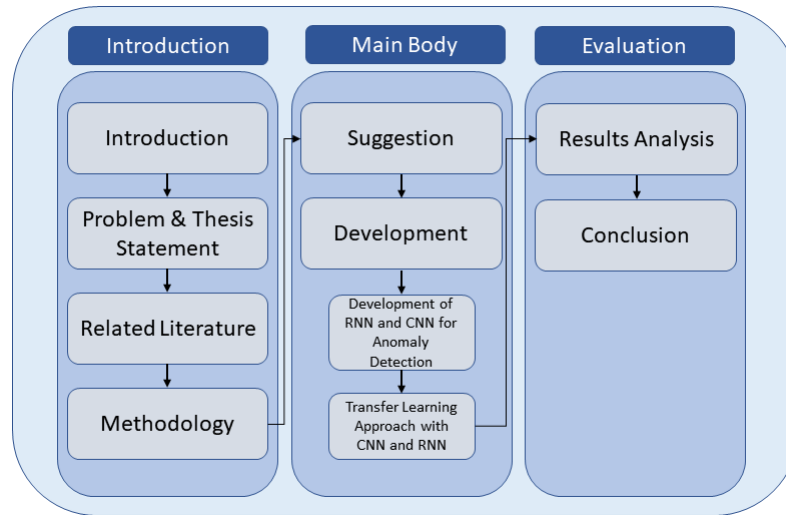 Introduction
Introduction
Problem & Thesis
Statement
Related Literature
Methodology
Main Body
Suggestion
Development
Development of
RNN and CNN for
Anomaly
Detection
Transfer Learning
Approach with
CNN and RNN
Evaluation
Results Analysis
Conclusion